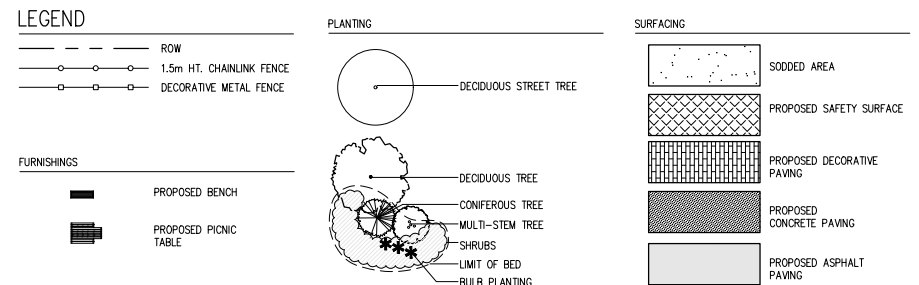 LEGEND
ROW
1.5m HT. CHAINLINK FENCE
DECORATIVE METAL FENCE
FURNISHINGS
PROPOSED BENCH
PROPOSED PICNIC
TABLE
PLANTING
DECIDUOUS STREET TREE
DECIDUOUS TREE
CONIFEROUS TREE
MULTI-STEM TREE
SHRUBS
LIMIT OF BED
BULB PLANTING
SURFACING
SODDED AREA
PROPOSED SAFETY SURFACE
PROPOSED DECORATIVE
PAVING
PROPOSED
CONCRETE PAVING
PROPOSED ASPHALT
PAVING